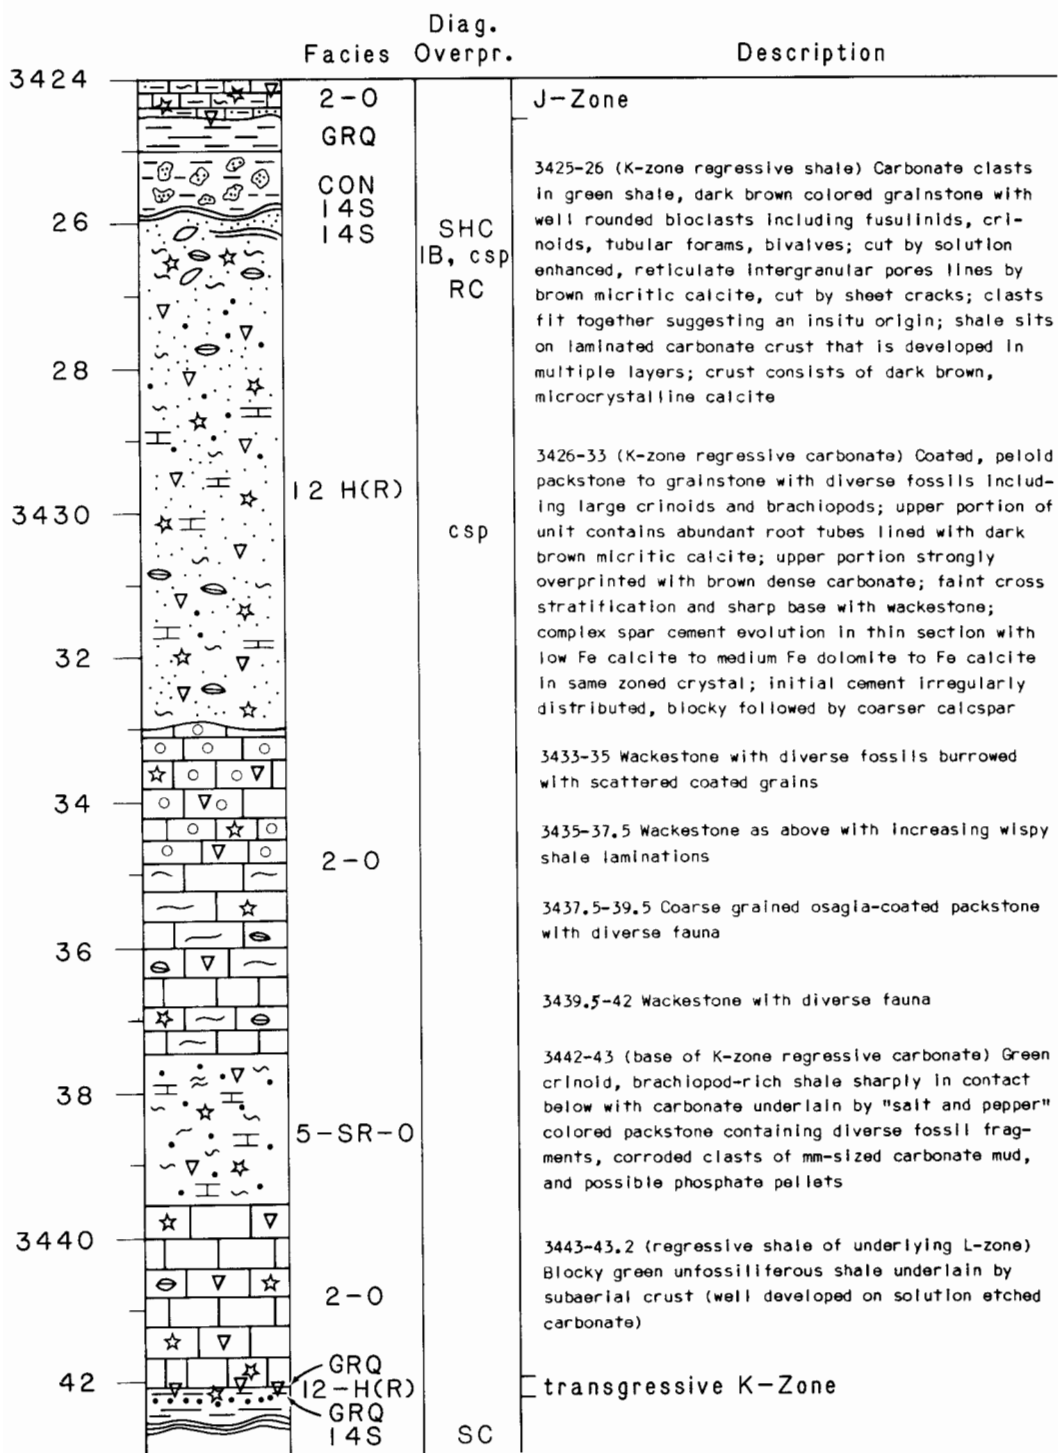 Diag.
Facies Overpr. Description
3424
2-O
J-Zone
GRQ
3425-26 (K-zone regressive shale) Carbonate clasts
in green shale, dark brown colored grainstone with
well rounded bioclasts including fusulinids, cri-
noids, tubular forams, bivalves; cut by solution
enhanced, reticulate intergranular pores lines by
brown micritic calcite, cut by sheet cracks; clasts
fit together suggesting an insitu origin; shale sits
on laminated carbonate crust that is developed in
multiple layers; crust consists of dark brown,
microcrystalline calcite
CON
14S
26
14S
SHC
IB, csp
RC
28
3426-33 (K-zone regressive carbonate) Coated, peloid
packstone to grainstone with diverse fossils includ-
ing large crinoids and brachiopods; upper portion of
unit contains abundant root tubes lined with dark
brown micritic calcite; upper portion strongly
overprinted with brown dense carbonate; faint cross
stratification and sharp base with wackestone;
complex spar cement evolution in thin section with
low Fe calcite to medium Fe dolomite to Fe calcite
in same zoned crystal; initial cement irregularly
distributed, blocky followed by coarser calcspar
12 H(R)
3430
csp
32
3433-35 Wackestone with diverse fossils burrowed
with scattered coated grains
34
3435-37.5 Wackestone as above with increasing wispy
shale laminations
2-O
3437.5-39.5 Coarse grained osagia-coated packstone
with diverse fauna
36
3439.5-42 Wackestone with diverse fauna
3442-43 (base of K-zone regressive carbonate) Green
crinoid, brachiopod-rich shale sharply in contact
below with carbonate underlain by "salt and pepper"
colored packstone containing diverse fossil frag-
ments, corroded clasts of mm-sized carbonate mud,
and possible phosphate pellets
38
5-SR-O
3440
3443-43.2 (regressive shale of underlying L-zone)
Blocky green unfossiliferous shale underlain by
subaerial crust (well developed on solution etched
carbonate)
2-O
GRQ
42
12-H(R)
transgressive K-Zone
GRQ
14S
SC